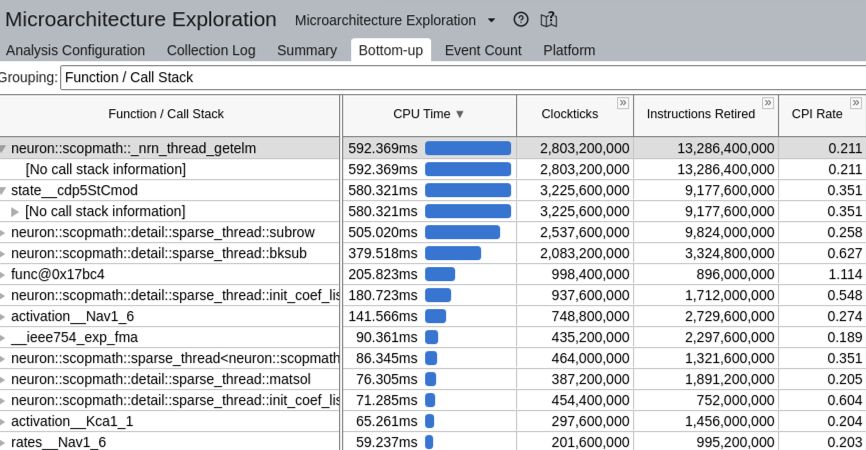 Microarchitecture Exploration Microarchitecture Exploration
Analysis Configuration Collection Log Summary Bottom-up Event Count Platform
Grouping: Function / Call Stack
Function / Call Stack CPU Time Clockticks Instructions Retired CPI Rate
neuron::scopmath::_nrn_thread_getelm 592.369ms 2,803,200,000 13,286,400,000 0.211
[No call stack information] 592.369ms 2,803,200,000 13,286,400,000 0.211
state__cdp5StCmod 580.321ms 3,225,600,000 9,177,600,000 0.351
[No call stack information] 580.321ms 3,225,600,000 9,177,600,000 0.351
neuron::scopmath::detail::sparse_thread::subrow 505.020ms 2,537,600,000 9,824,000,000 0.258
neuron::scopmath::detail::sparse_thread::bksub 379.518ms 2,083,200,000 3,324,800,000 0.627
func@0x17bc4 205.823ms 998,400,000 896,000,000 1.114
neuron::scopmath::detail::sparse_thread::init_coef_lis 180.723ms 937,600,000 1,712,000,000 0.548
activation__Nav1_6 141.566ms 748,800,000 2,729,600,000 0.274
__ieee754_exp_fma 90.361ms 435,200,000 2,297,600,000 0.189
neuron::scopmath::sparse_thread<neuron::scopmath 86.345ms 464,000,000 1,321,600,000 0.351
neuron::scopmath::detail::sparse_thread::matsol 76.305ms 387,200,000 1,891,200,000 0.205
neuron::scopmath::detail::sparse_thread::init_coef_lis 71.285ms 454,400,000 752,000,000 0.604
activation__Kca1_1 65.261ms 297,600,000 1,456,000,000 0.204
rates__Nav1_6 59.237ms 201,600,000 995,200,000 0.203